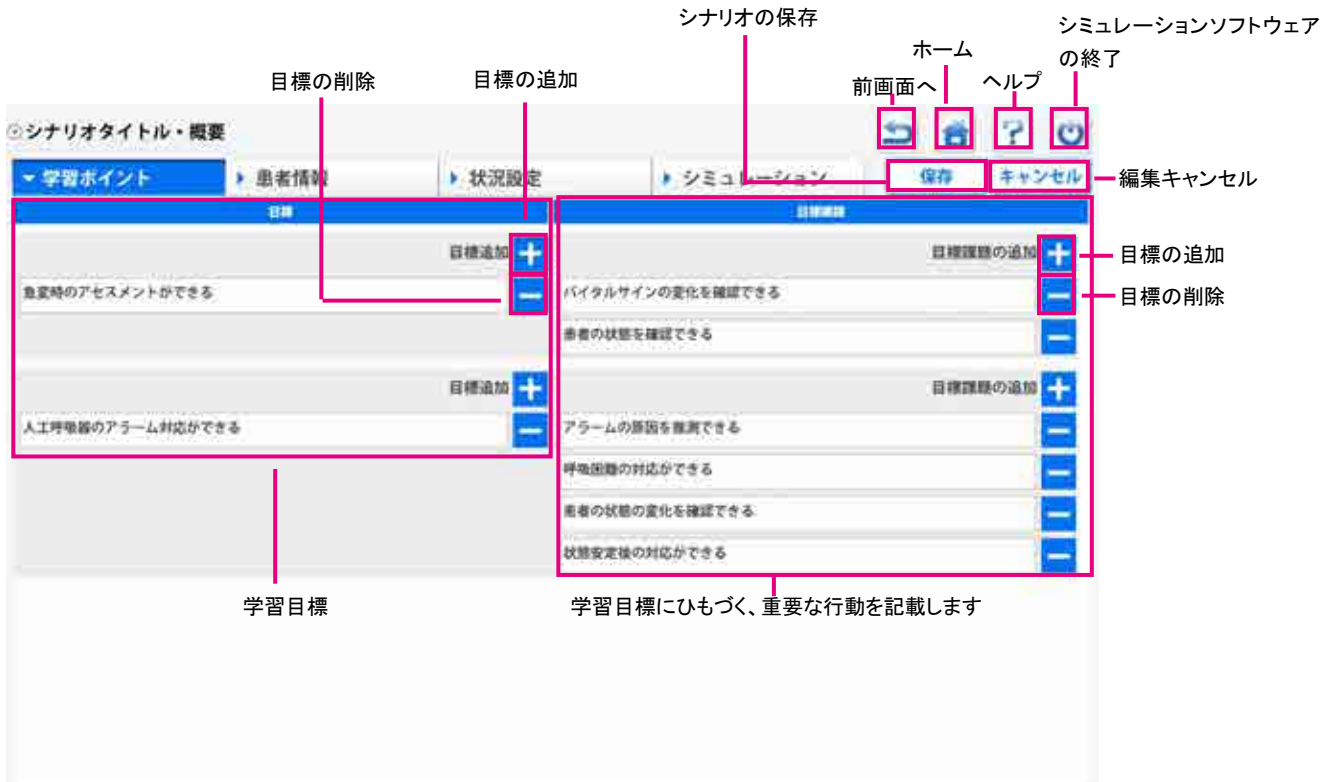 シナリオの保存
シミュレーションソフトウェア
の終了
ホーム
目標の削除
目標の追加
前画面へ
ヘルプ
シナリオタイトル・概要
学習ポイント
患者情報
状況設定
シミュレーション
保存
キャンセル
編集キャンセル
目標
目標課題
目標追加
目標課題の追加
目標の追加
急変時のアセスメントができる
バイタルサインの変化を確認できる
目標の削除
患者の状態を確認できる
目標追加
目標課題の追加
人工呼吸器のアラーム対応ができる
アラームの原因を推測できる
呼吸困難の対応ができる
患者の状態の変化を確認できる
状態安定後の対応ができる
学習目標
学習目標にひもづく、重要な行動を記載します